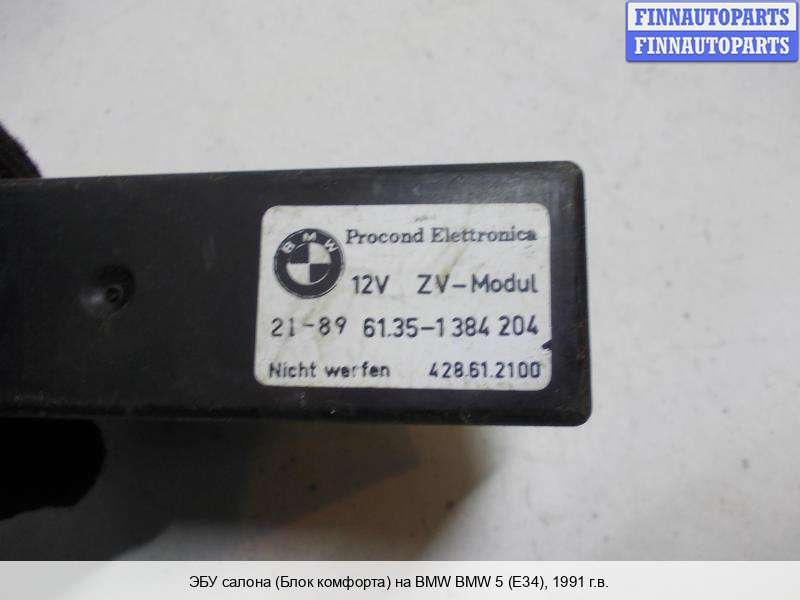 FINNAUTOPARTS
FINNAUTOPARTS
BMW
Procond Elettronica
12V ZV-Modul
21-89 61.35-1 384 204
Nicht werfen 428.61.2100
ЭБУ салона (Блок комфорта) на BMW BMW 5 (E34), 1991 г.в.